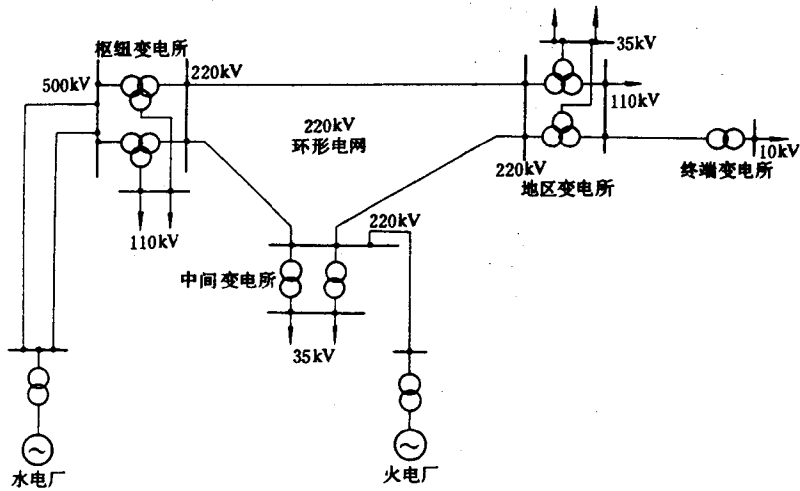 枢纽变电所
35kV
500kV
220kV
110kV
220kV
环形电网
10kV
220kV
终端变电所
地区变电所
110kV
220kV
中间变电所
35kV
水电厂
火电厂